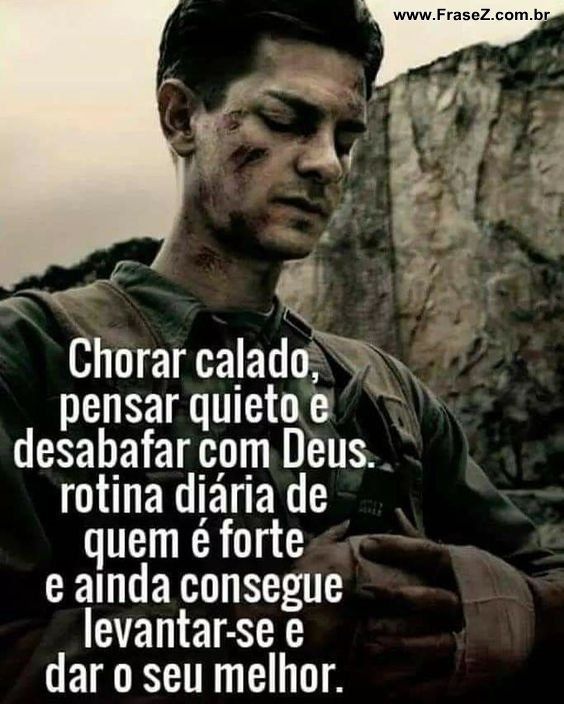 www.FraseZ.com.br
Chorar calado,
pensar quieto e
desabafar com Deus.
rotina diária de
quem é forte
e ainda consegue
levantar-se e
dar o seu melhor.